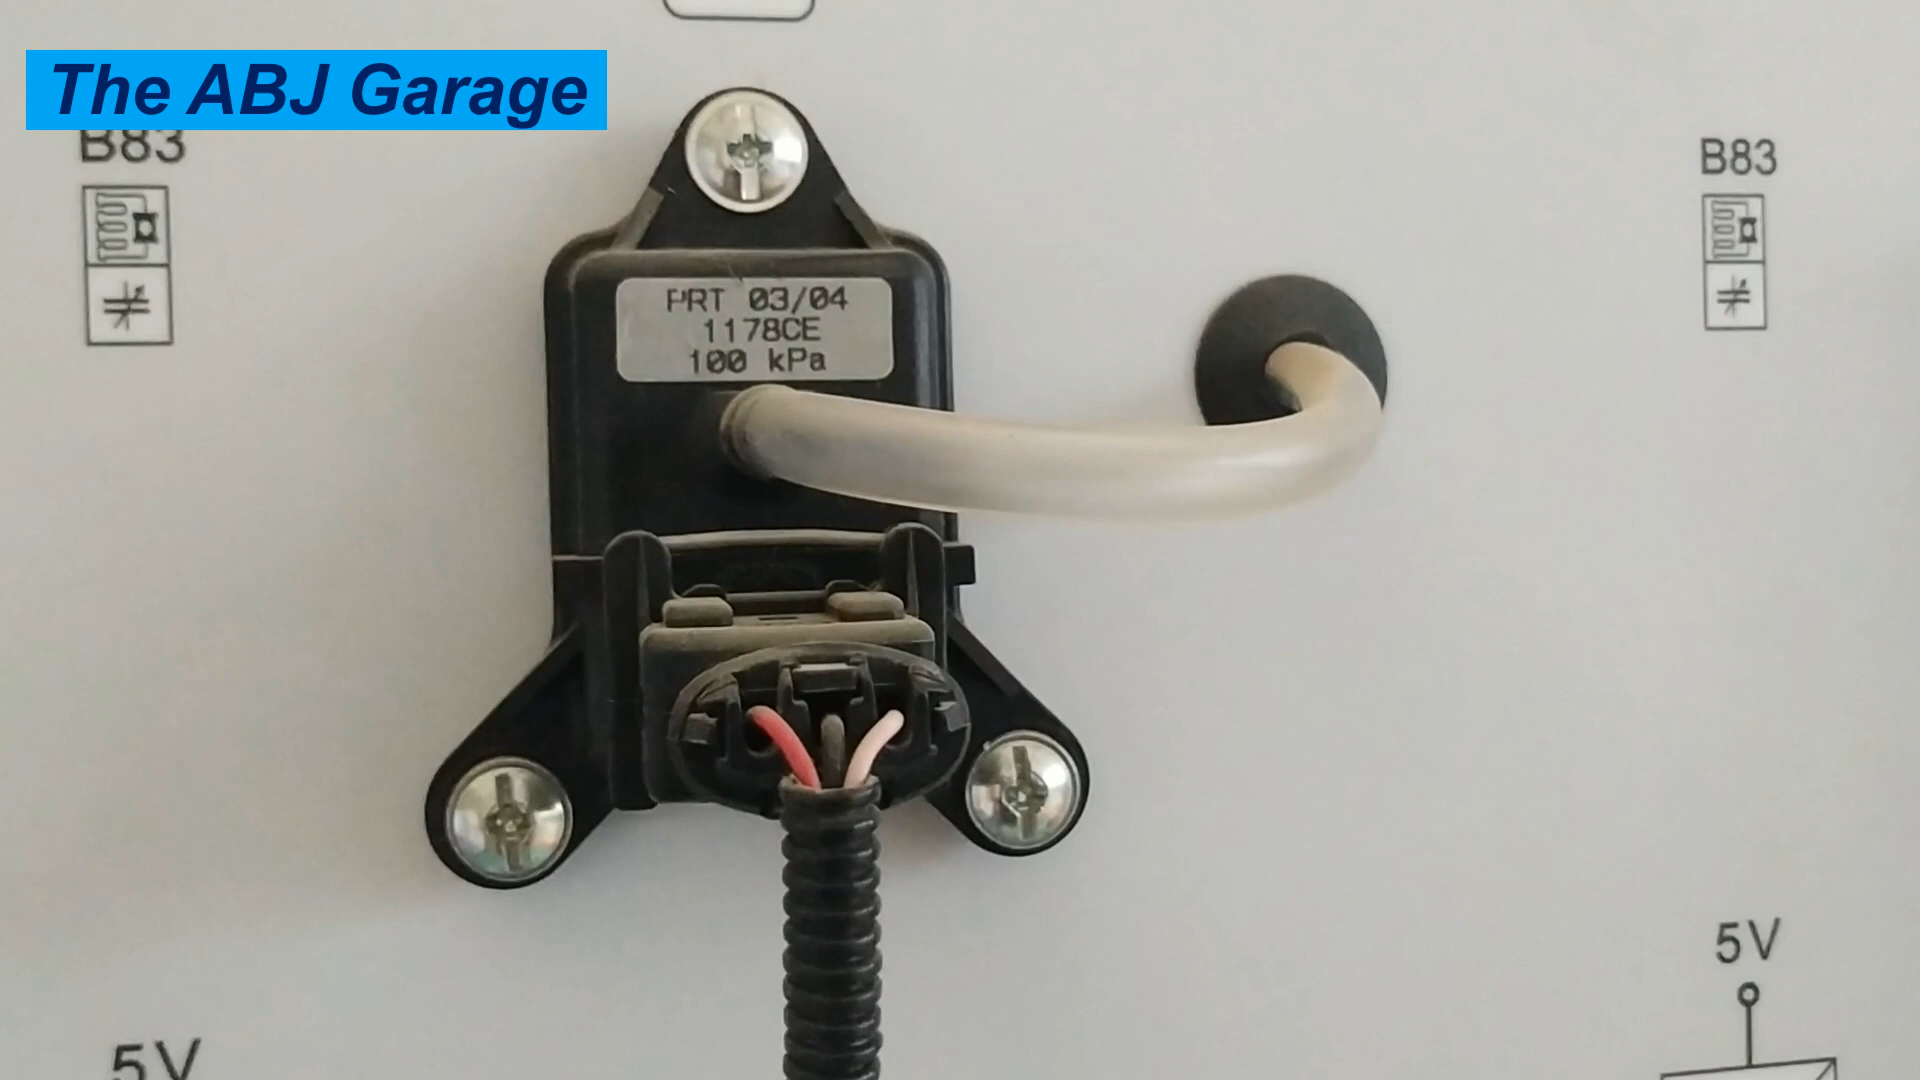 The ABJ Garage
B83
B83
PRT 03/04
1178CE
100 kPa
5V
5V